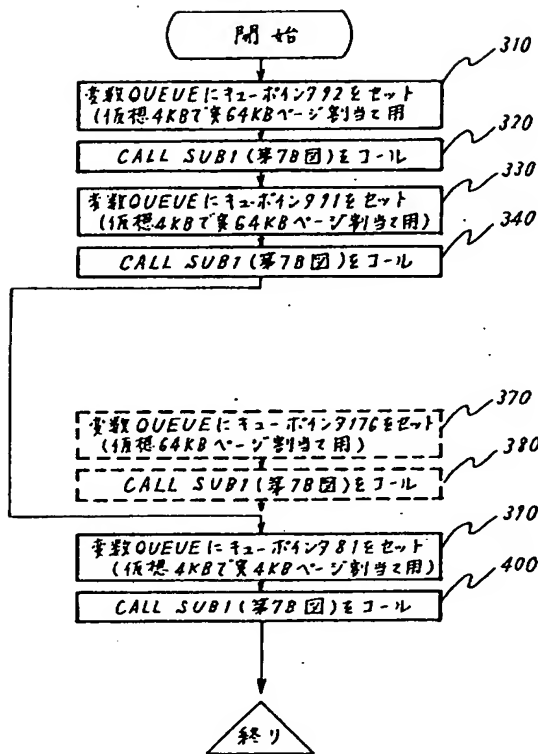 開始
310
変数QUEUEにキューポインタ92をセット
(仮想4KBで実64KBページ割当て用
320
CALL SUB1(第7B図)をコール
330
変数QUEUEにキューポインタ91をセット
(仮想4KBで実64KBページ割当て用)
340
CALL SUB1(第7B図)をコール
370
変数QUEUEにキューポインタ176をセット
(仮想64KBページ割当て用)
380
CALL SUB1(第7B図)をコール
390
変数QUEUEにキューポインタ81をセット
(仮想4KBで実4KBページ割当て用)
400
CALL SUB1(第7B図)をコール
終り